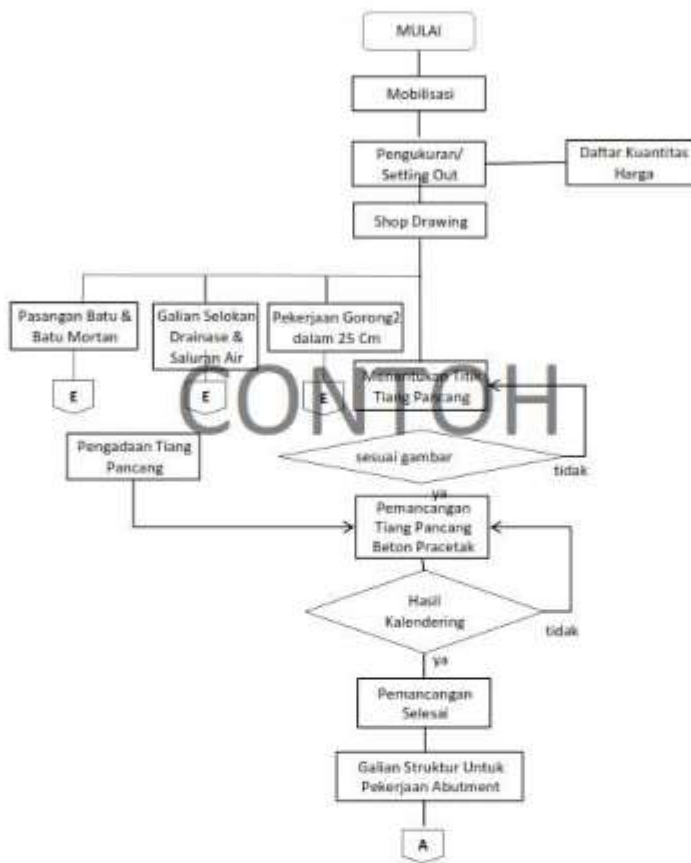 MULAI
Mobilisasi
Pengukuran/
Setting Out
Daftar Kuantitas
Harga
Shop Drawing
Pasangan Batu &
Batu Mortan
Galian Selokan
Drainase &
Saluran Air
Pekerjaan Gorong2
dalam 25 Cm
E
E
E
CONTOH
Menentukan Titik
Tiang Pancang
Pengadaan Tiang
Pancang
sesuai gambar
tidak
ya
Pemancangan
Tiang Pancang
Beton Pracetak
Hasil
Kalendering
tidak
ya
Pemancangan
Selesai
Galian Struktur Untuk
Pekerjaan Abutment
A